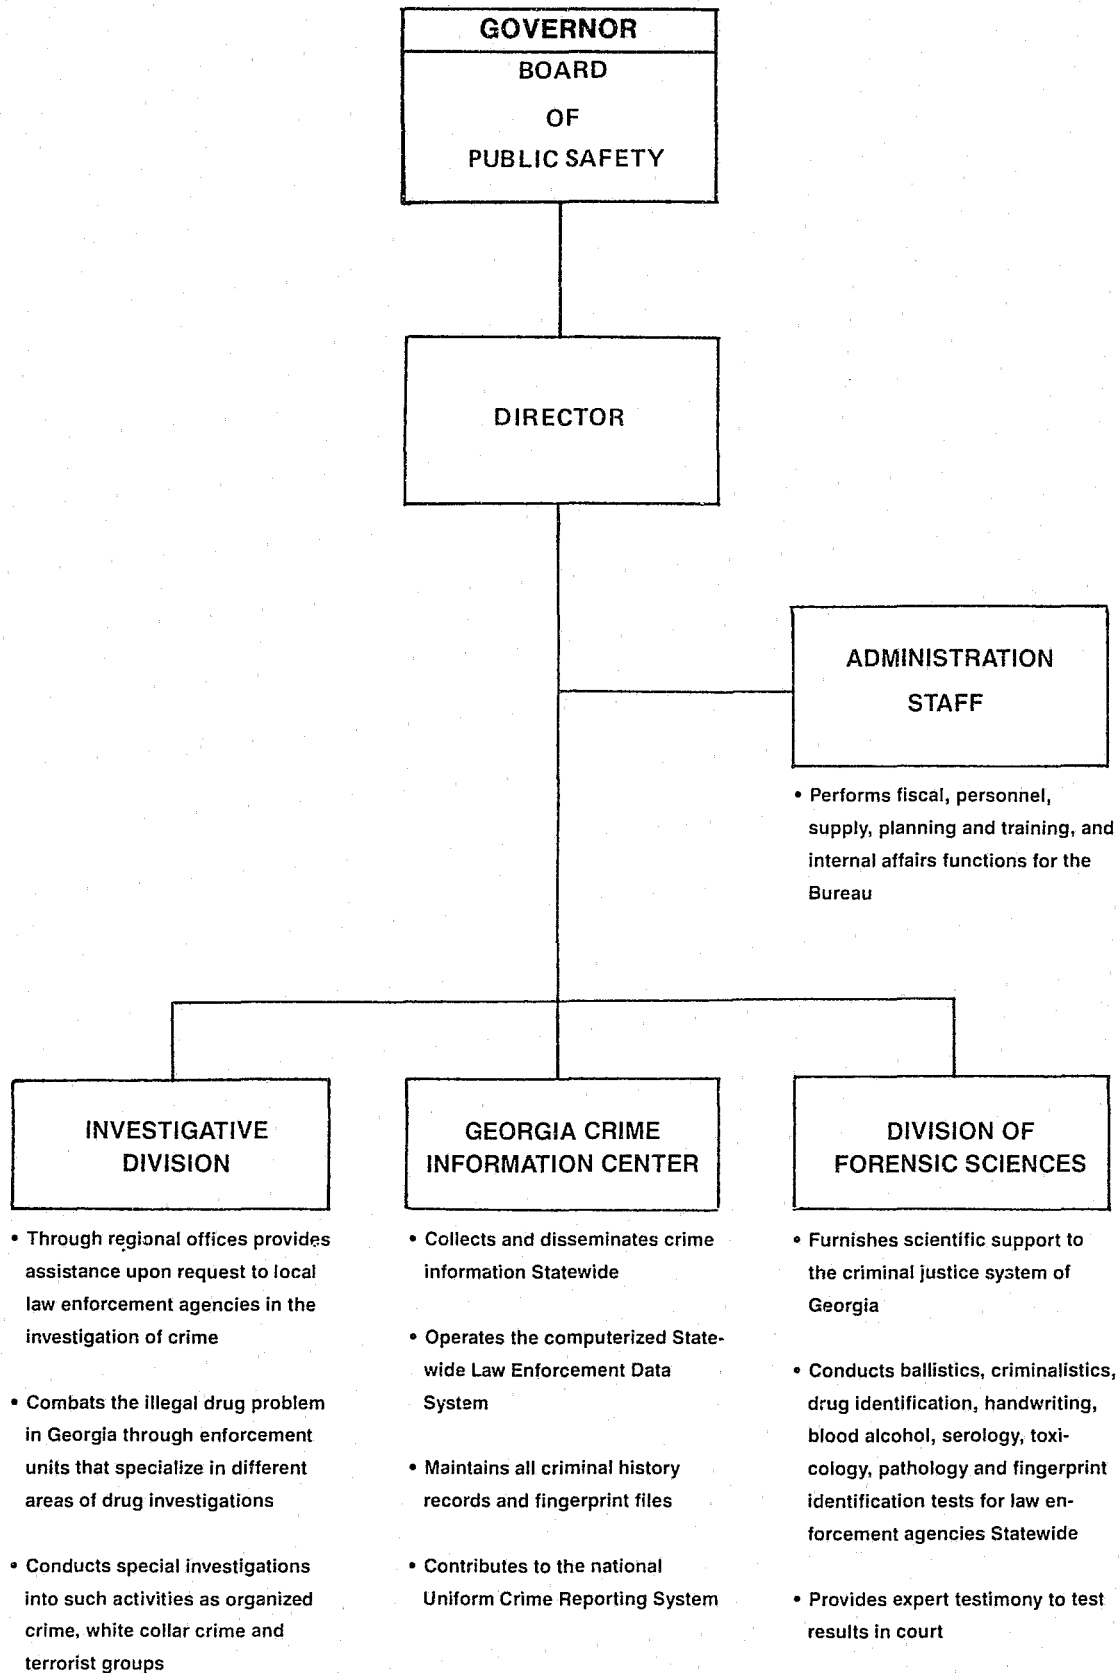 GOVERNOR
BOARD
OF
PUBLIC SAFETY
DIRECTOR
ADMINISTRATION
STAFF
• Performs fiscal, personnel,
supply, planning and training, and
internal affairs functions for the
Bureau
INVESTIGATIVE
DIVISION
• Through regional offices provides
assistance upon request to local
law enforcement agencies in the
investigation of crime
• Combats the illegal drug problem
in Georgia through enforcement
units that specialize in different
areas of drug investigations
• Conducts special investigations
into such activities as organized
crime, white collar crime and
terrorist groups
GEORGIA CRIME
INFORMATION CENTER
• Collects and disseminates crime
information Statewide
• Operates the computerized State-
wide Law Enforcement Data
System
• Maintains all criminal history
records and fingerprint files
• Contributes to the national
Uniform Crime Reporting System
DIVISION OF
FORENSIC SCIENCES
• Furnishes scientific support to
the criminal justice system of
Georgia
• Conducts ballistics, criminalistics,
drug identification, handwriting,
blood alcohol, serology, toxi-
cology, pathology and fingerprint
identification tests for law en-
forcement agencies Statewide
• Provides expert testimony to test
results in court